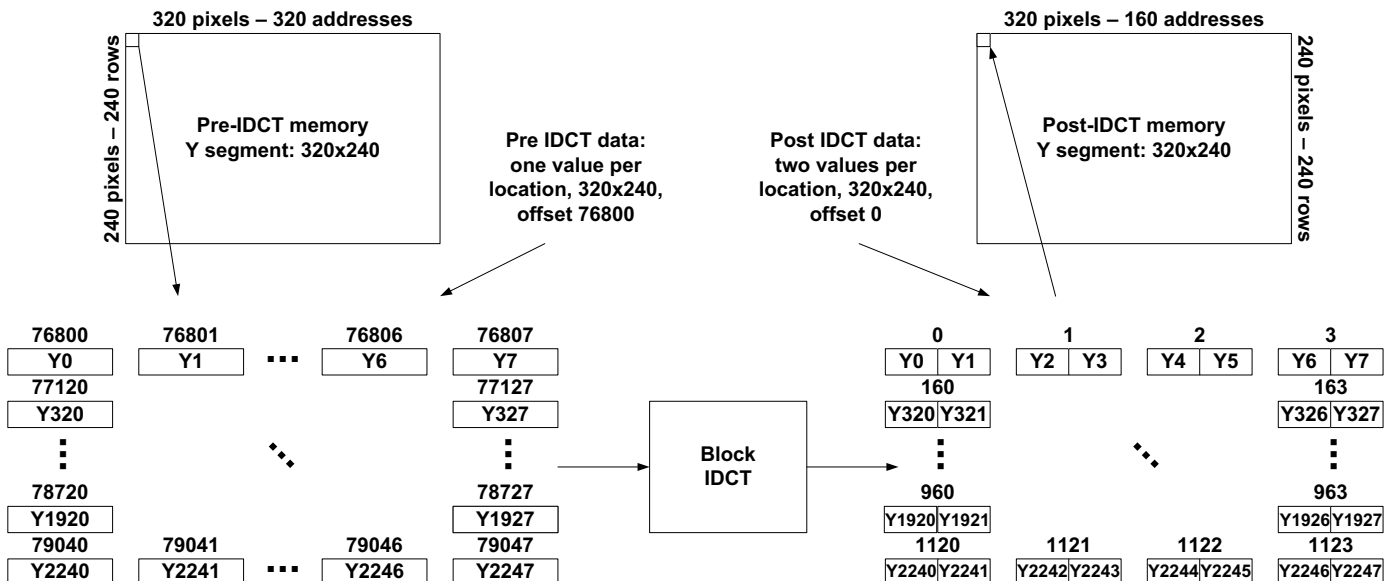 320 pixels – 320 addresses
240 pixels – 240 rows
Pre-IDCT memory
Y segment: 320x240
Pre IDCT data:
one value per
location, 320x240,
offset 76800
Post IDCT data:
two values per
location, 320x240,
offset 0
320 pixels – 160 addresses
Post-IDCT memory
Y segment: 320x240
240 pixels – 240 rows
76800 76801 76806 76807
Y0 Y1 Y6 Y7
77120 77127
Y320 Y327
78720 78727
Y1920 Y1927
79040 79041 79046 79047
Y2240 Y2241 Y2246 Y2247
Block
IDCT
0 1 2 3
Y0 Y1 Y2 Y3 Y4 Y5 Y6 Y7
160 163
Y320 Y321 Y326 Y327
960 963
Y1920 Y1921 Y1926 Y1927
1120 1121 1122 1123
Y2240 Y2241 Y2242 Y2243 Y2244 Y2245 Y2246 Y2247